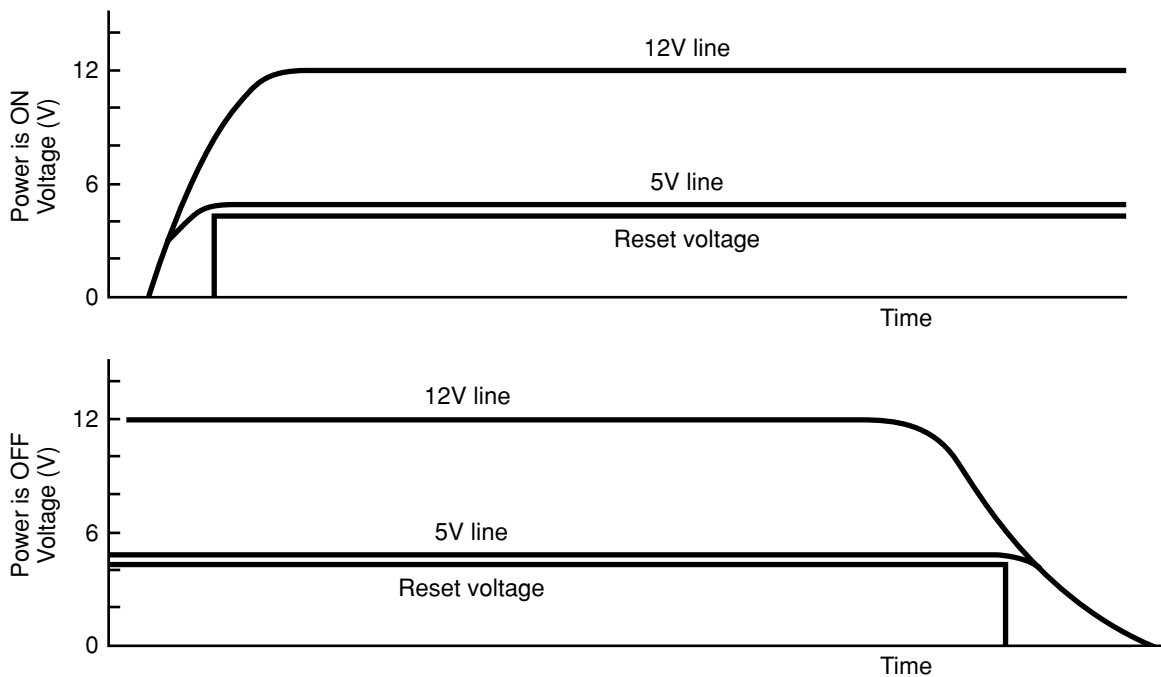 Power is ON
Voltage (V)
12
6
0
12V line
5V line
Reset voltage
Time
Power is OFF
Voltage (V)
12
6
0
12V line
5V line
Reset voltage
Time